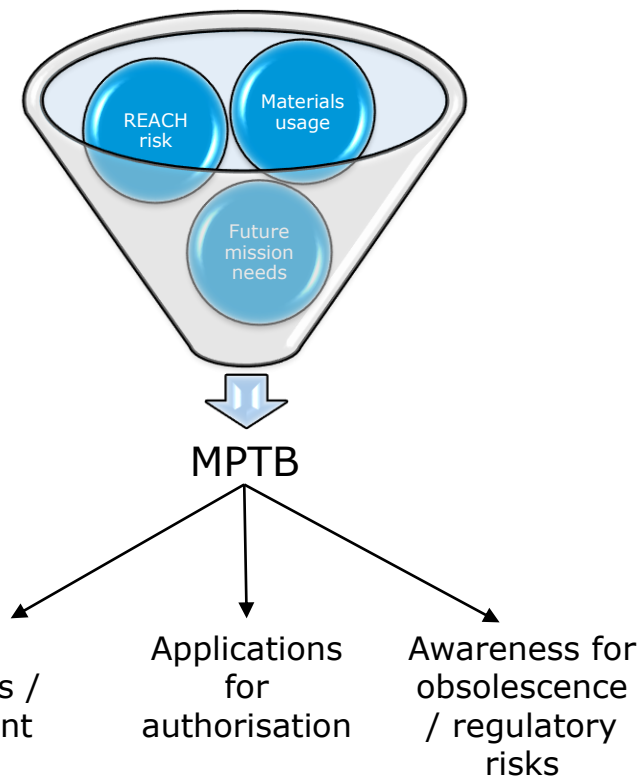 REACH
risk
Materials
usage
Future
mission
needs
MPTB
s /
nt
Applications
for
authorisation
Awareness for
obsolescence
/ regulatory
risks